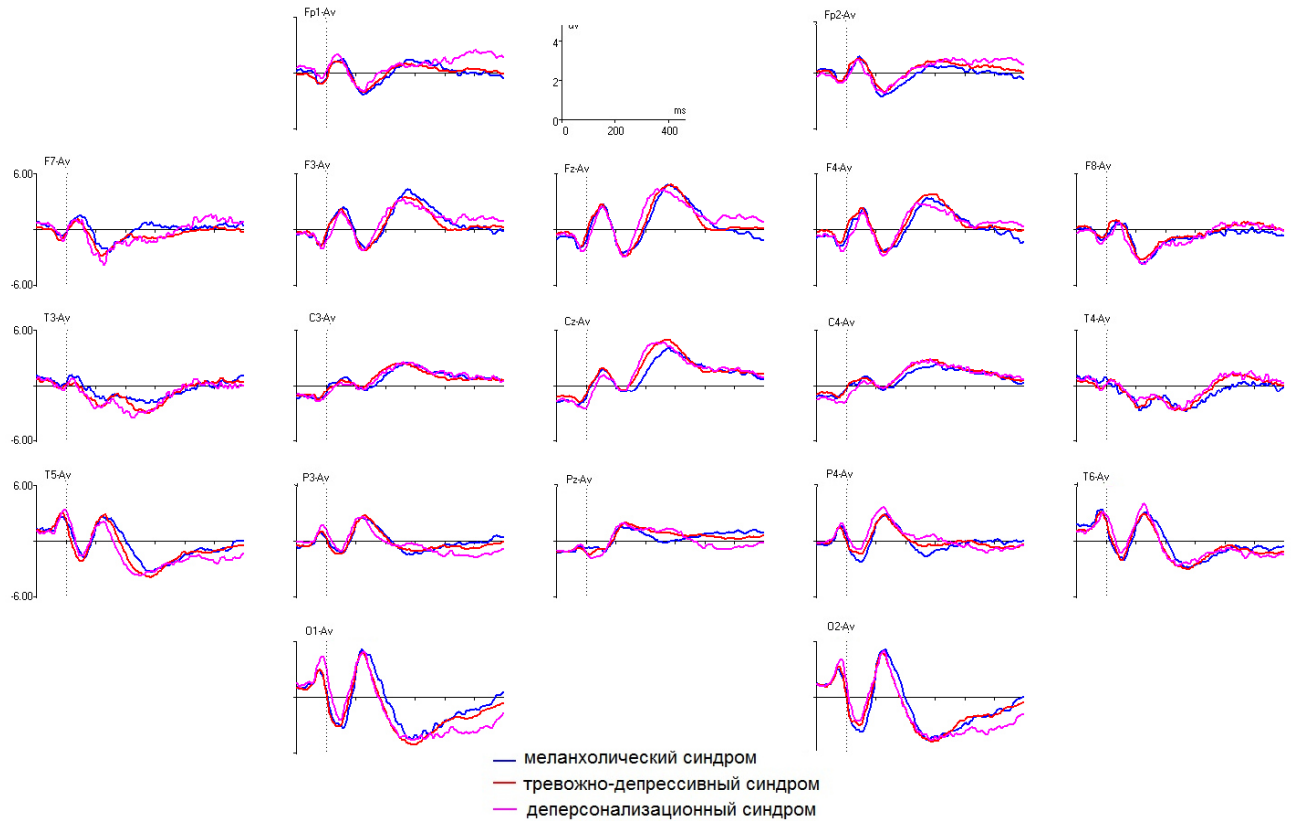 Fp1-Av
uv
Fp2-Av
4
2
0
ms
0 200 400
F7-Av
F3-Av
Fz-Av
F4-Av
F8-Av
6.00
-6.00
T3-Av
C3-Av
Cz-Av
C4-Av
T4-Av
6.00
-6.00
T5-Av
P3-Av
Pz-Av
P4-Av
T6-Av
6.00
-6.00
O1-Av
O2-Av
меланхолический синдром
тревожно-депрессивный синдром
деперсонализационный синдром